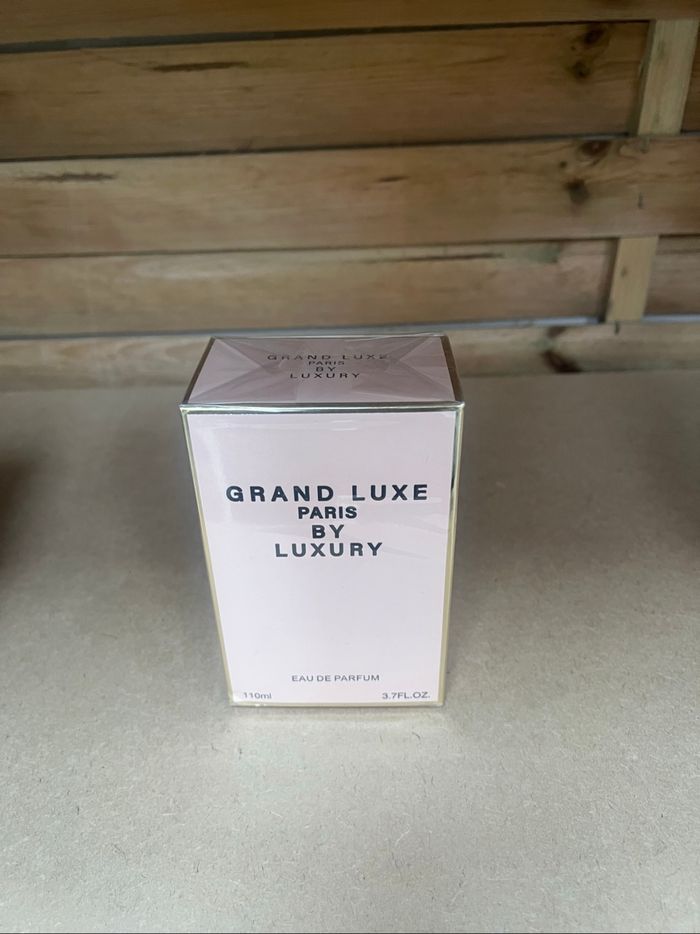 GRAND LUXE
PARIS
BY
LUXURY
GRAND LUXE
PARIS
BY
LUXURY
EAU DE PARFUM
110ml 3.7FL.OZ.